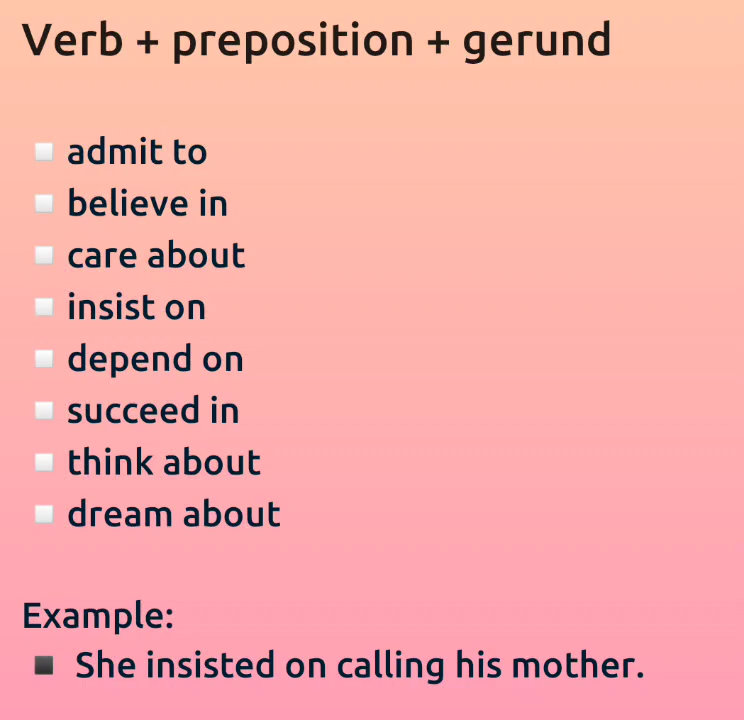 Verb + preposition + gerund
admit to
believe in
care about
insist on
depend on
succeed in
think about
dream about
Example:
She insisted on calling his mother.